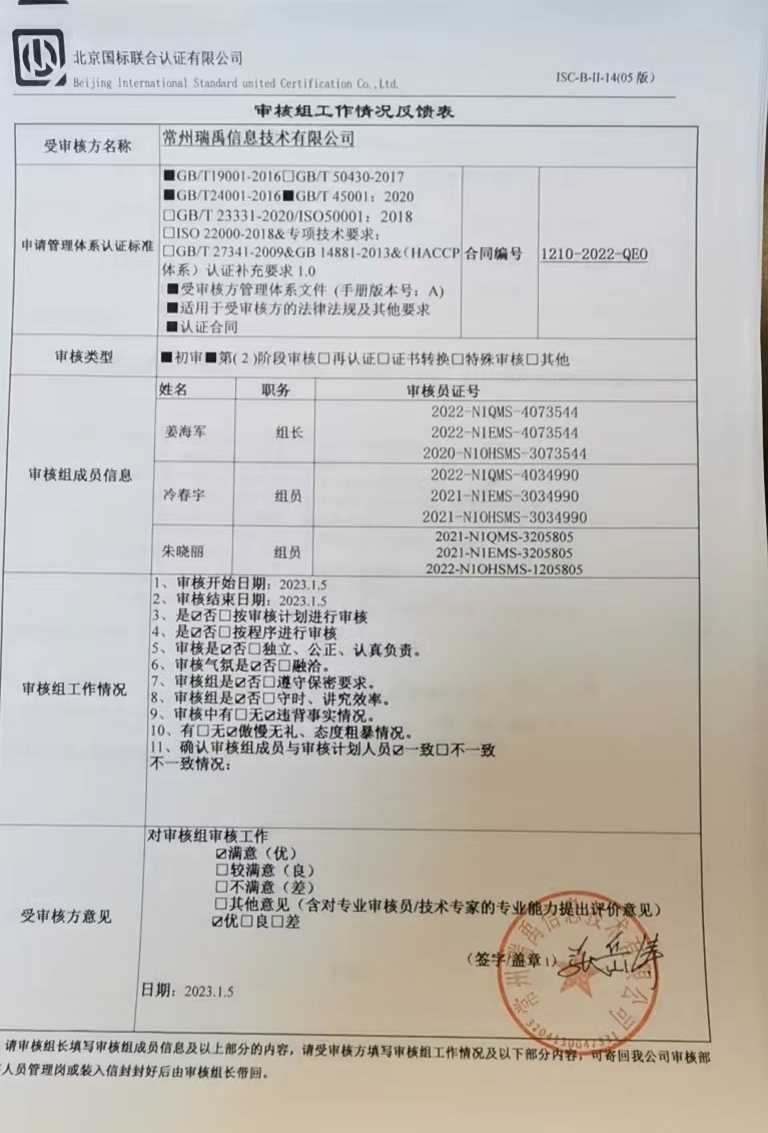 北京国标联合认证有限公司
Beijing International Standard united Certification Co.,Ltd.
ISC-B-II-14(05 版)
审核组工作情况反馈表
受审核方名称
常州瑞禹信息技术有限公司
申请管理体系认证标准
■GB/T19001-2016□GB/T 50430-2017
■GB/T24001-2016■GB/T 45001：2020
□GB/T 23331-2020/ISO50001：2018
□ISO 22000-2018&专项技术要求；
□GB/T 27341-2009&GB 14881-2013&（HACCP
体系）认证补充要求 1.0
■受审核方管理体系文件（手册版本号：A）
■适用于受审核方的法律法规及其他要求
■认证合同
合同编号
1210-2022-QEO
审核类型
■初审■第( 2 )阶段审核□再认证□证书转换□特殊审核□其他
审核组成员信息
姓名 职务 审核员证号
姜海军 组长
2022-N1QMS-4073544
2022-N1EMS-4073544
2020-N1OHSMS-3073544
冷春宇 组员
2022-N1QMS-4034990
2021-N1EMS-3034990
2021-N1OHSMS-3034990
朱晓丽 组员
2021-N1QMS-3205805
2021-N1EMS-3205805
2022-N1OHSMS-1205805
审核组工作情况
1、审核开始日期：2023.1.5
2、审核结束日期：2023.1.5
3、是☑否□按审核计划进行审核
4、是☑否□按程序进行审核
5、审核是☑否□独立、公正、认真负责。
6、审核气氛是☑否□融洽。
7、审核组是☑否□遵守保密要求。
8、审核组是☑否□守时、讲究效率。
9、审核中有□无☑违背事实情况。
10、有□无☑傲慢无礼、态度粗暴情况。
11、确认审核组成员与审核计划人员☑一致□不一致
不一致情况：
受审核方意见
对审核组审核工作
☑满意（优）
□较满意（良）
□不满意（差）
□其他意见（含对专业审核员/技术专家的专业能力提出评价意见）
☑优□良□差
（签字/盖章1）
常州瑞禹信息技术有限公司
3204130047331
日期：2023.1.5
请审核组长填写审核组成员信息及以上部分的内容，请受审核方填写审核组工作情况及以下部分内容，可寄回我公司审核部
人员管理岗或装入信封封好后由审核组长带回。